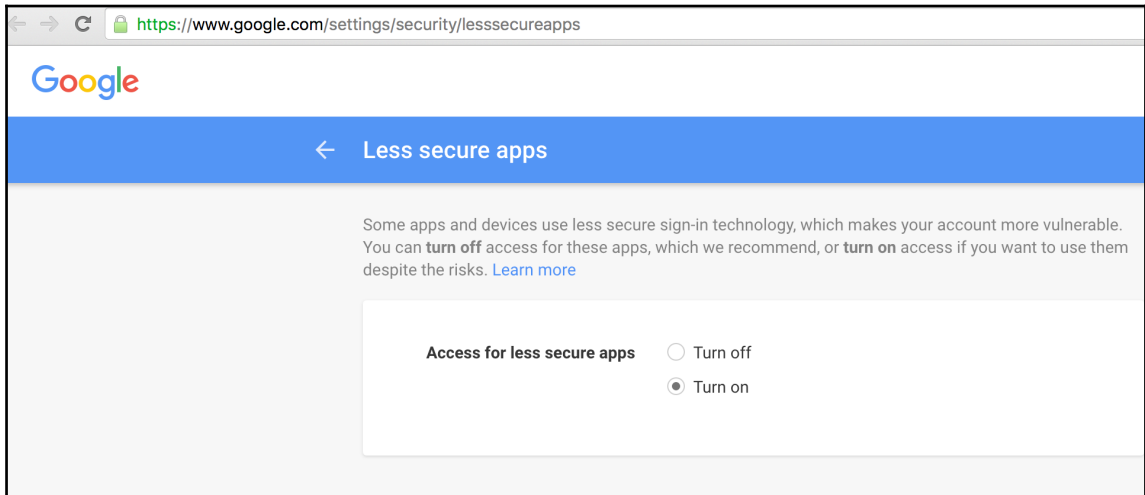 https://www.google.com/settings/security/lesssecureapps
Google
Less secure apps
Some apps and devices use less secure sign-in technology, which makes your account more vulnerable.
You can turn off access for these apps, which we recommend, or turn on access if you want to use them
despite the risks. Learn more
Access for less secure apps Turn off
Turn on